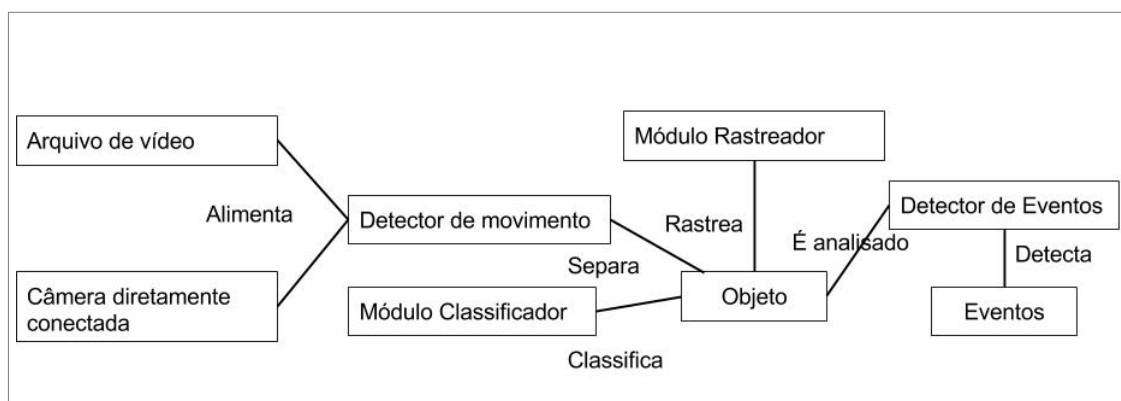 Arquivo de vídeo
Módulo Rastreador
Alimenta
Detector de movimento
Rastrea
Detector de Eventos
É analisado
Separa
Detecta
Câmera diretamente
conectada
Módulo Classificador
Objeto
Eventos
Classifica